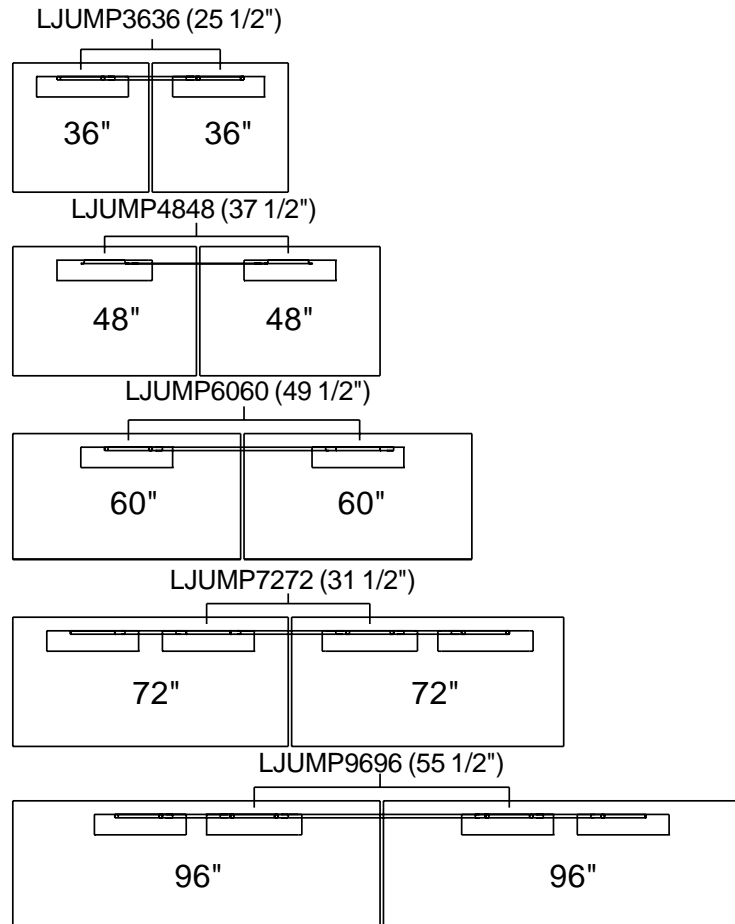 LJUMP3636 (25 1/2")
36" 36"
LJUMP4848 (37 1/2")
48" 48"
LJUMP6060 (49 1/2")
60" 60"
LJUMP7272 (31 1/2")
72" 72"
LJUMP9696 (55 1/2")
96" 96"